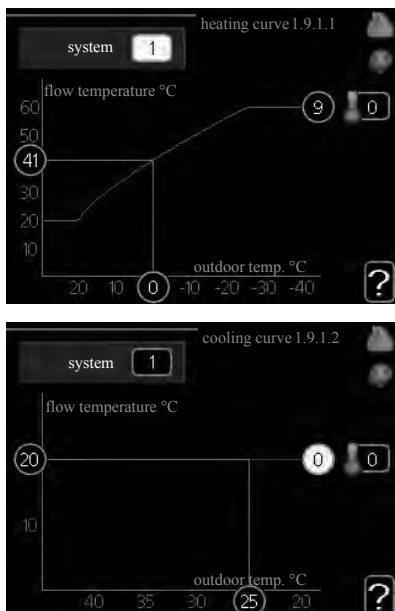 heating curve 1.9.1.1
system 1
flow temperature °C
60
9 0
50
41
30
20
10
outdoor temp. °C
20 10 0 -10 -20 -30 -40
?
cooling curve 1.9.1.2
system 1
flow temperature °C
20 0 0
10
outdoor temp. °C
40 35 30 25 20
?